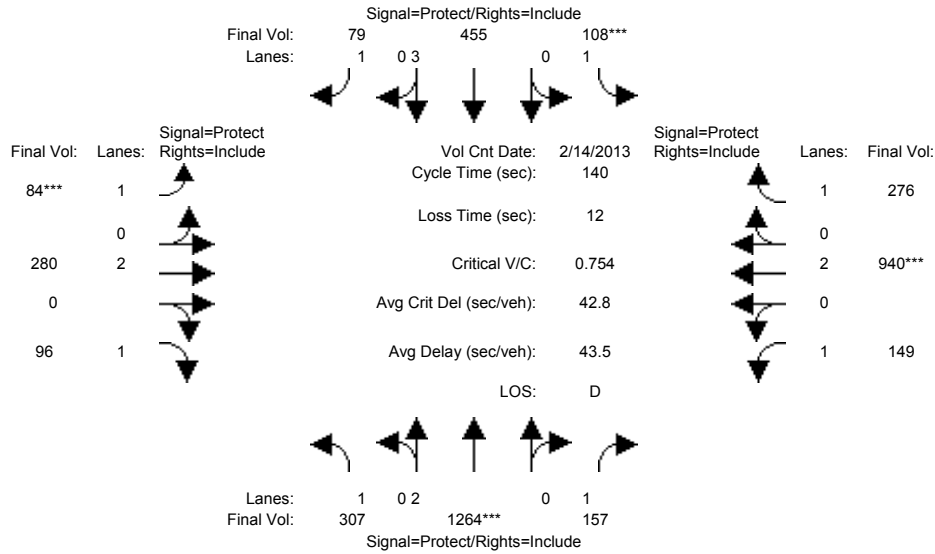 Signal=Protect/Rights=Include
Final Vol: 79 455 108***
Lanes: 1 0 3 0 1
Signal=Protect Signal=Protect
Final Vol: Lanes: Rights=Include Vol Cnt Date: 2/14/2013 Rights=Include Lanes: Final Vol:
Cycle Time (sec): 140
84*** 1 1 276
Loss Time (sec): 12
0 0
280 2 Critical V/C: 0.754 2 940***
0 0 Avg Crit Del (sec/veh): 42.8 0
96 1 Avg Delay (sec/veh): 43.5 1 149
LOS: D
Lanes: 1 0 2 0 1
Final Vol: 307 1264*** 157
Signal=Protect/Rights=Include